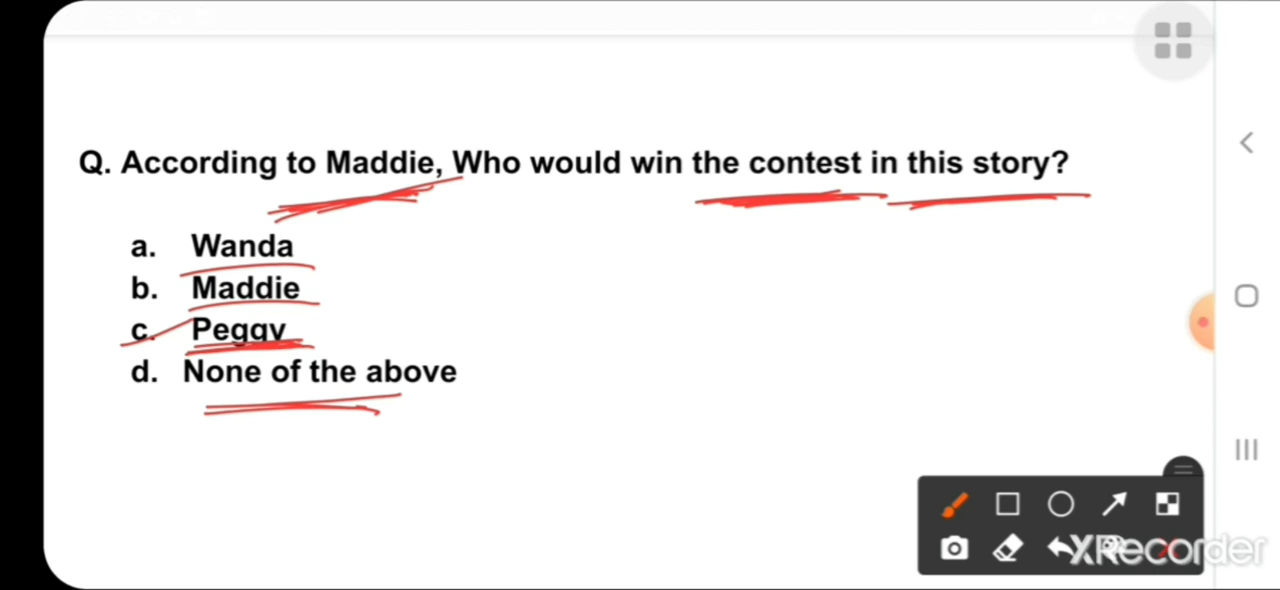 Q. According to Maddie, Who would win the contest in this story?
a. Wanda
b. Maddie
c. Peggy
d. None of the above
XRecorder